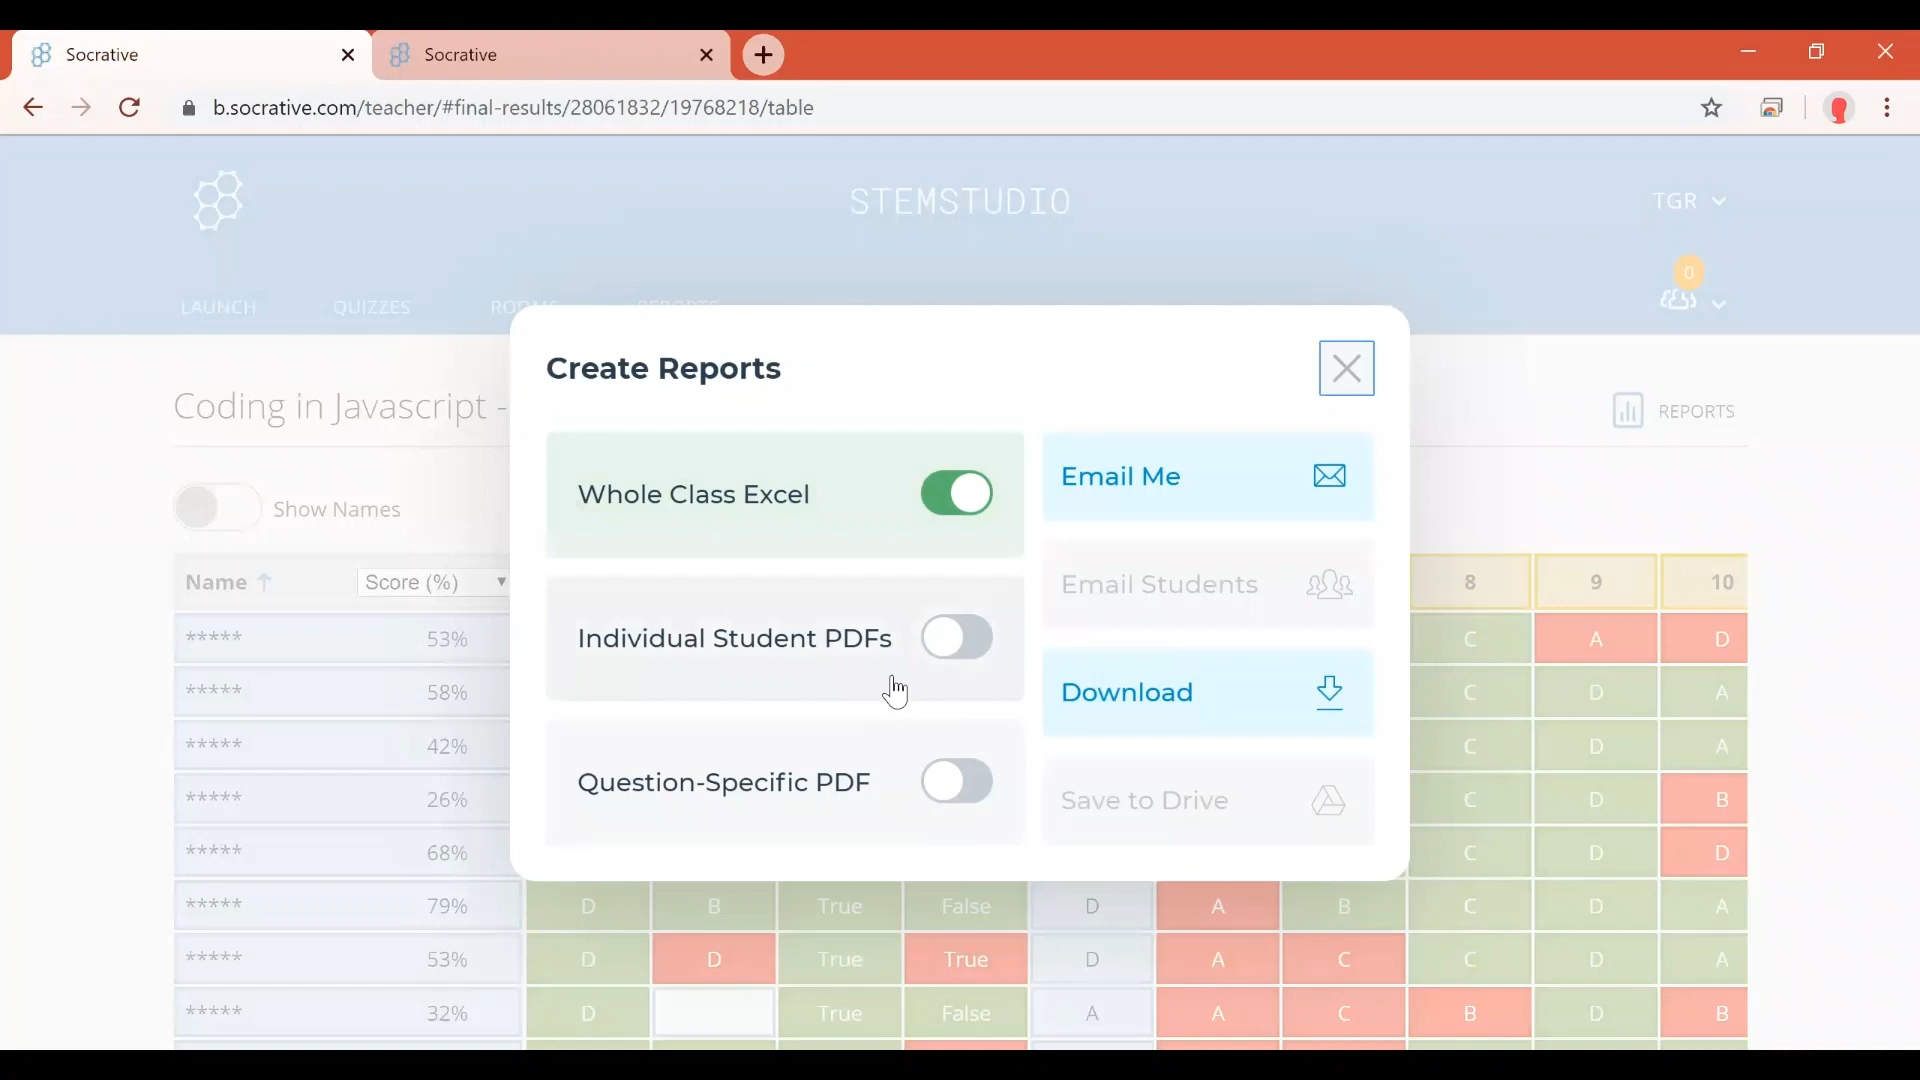 Socrative
Socrative
b.socrative.com/teacher/#final-results/28061832/19768218/table
STEMSTUDIO
TGR
0
LAUNCH QUIZZES ROOMS REPORTS
Create Reports
Coding in Javascript -
REPORTS
Whole Class Excel
Email Me
Show Names
Email Students
Name Score (%) 8 9 10
Individual Student PDFs
***** 53% C A D
Download
***** 58% C D A
***** 42% C D A
Question-Specific PDF
Save to Drive
***** 26% C D B
***** 68% C D D
***** 79% D B True False D A B C D A
***** 53% D D True True D A C C D A
***** 32% D True False A A C B D B